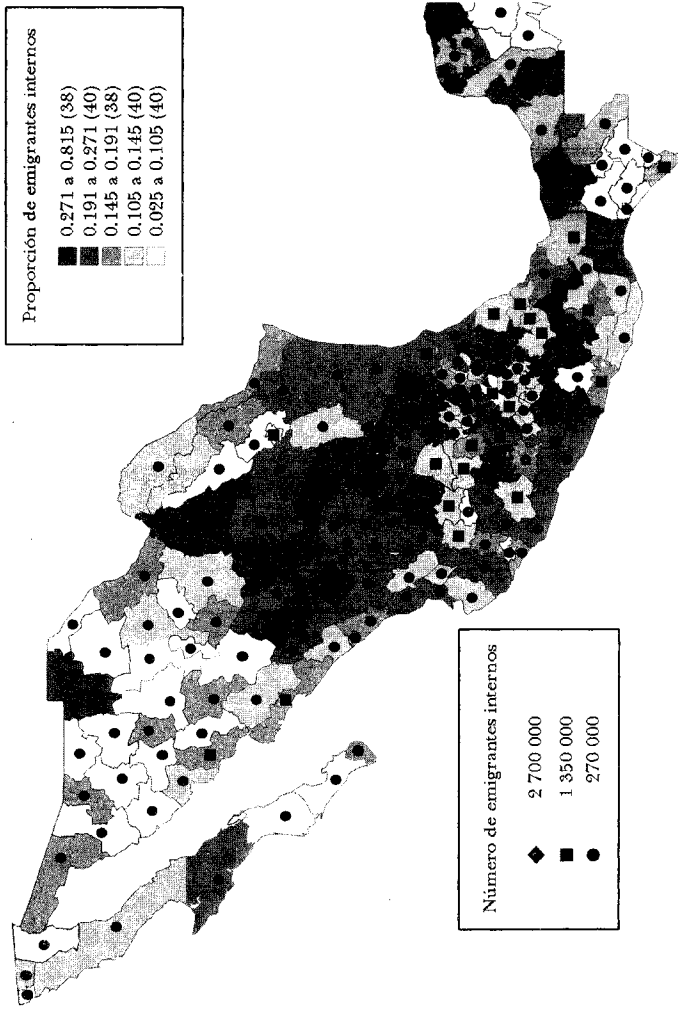 Proporción de emigrantes internos
0.271 a 0.815 (38)
0.191 a 0.271 (40)
0.145 a 0.191 (38)
0.105 a 0.145 (40)
0.025 a 0.105 (40)
Número de emigrantes internos
2 700 000
1 350 000
270 000